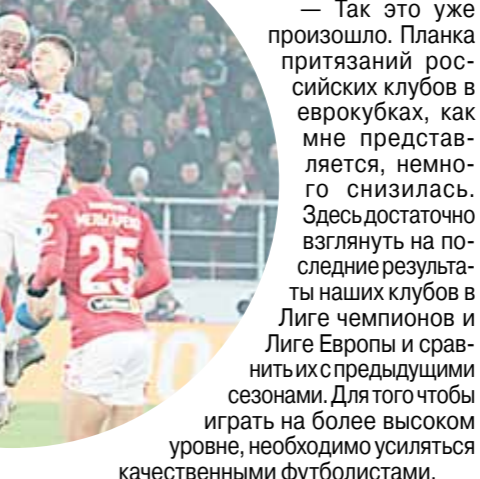 — Так это уже
произошло. Планка
притязаний рос-
сийских клубов в
еврокубках, как
мне представ-
ляется, немно-
го снизилась.
Здесь достаточно
взглянуть на по-
следние результа-
ты наших клубов в
Лиге чемпионов и
Лиге Европы и срав-
нить их с предыдущими
сезонами. Для того чтобы
играть на более высоком
уровне, необходимо усиляться
качественными футболистами.
МЕЛЬГАРЕХО
25